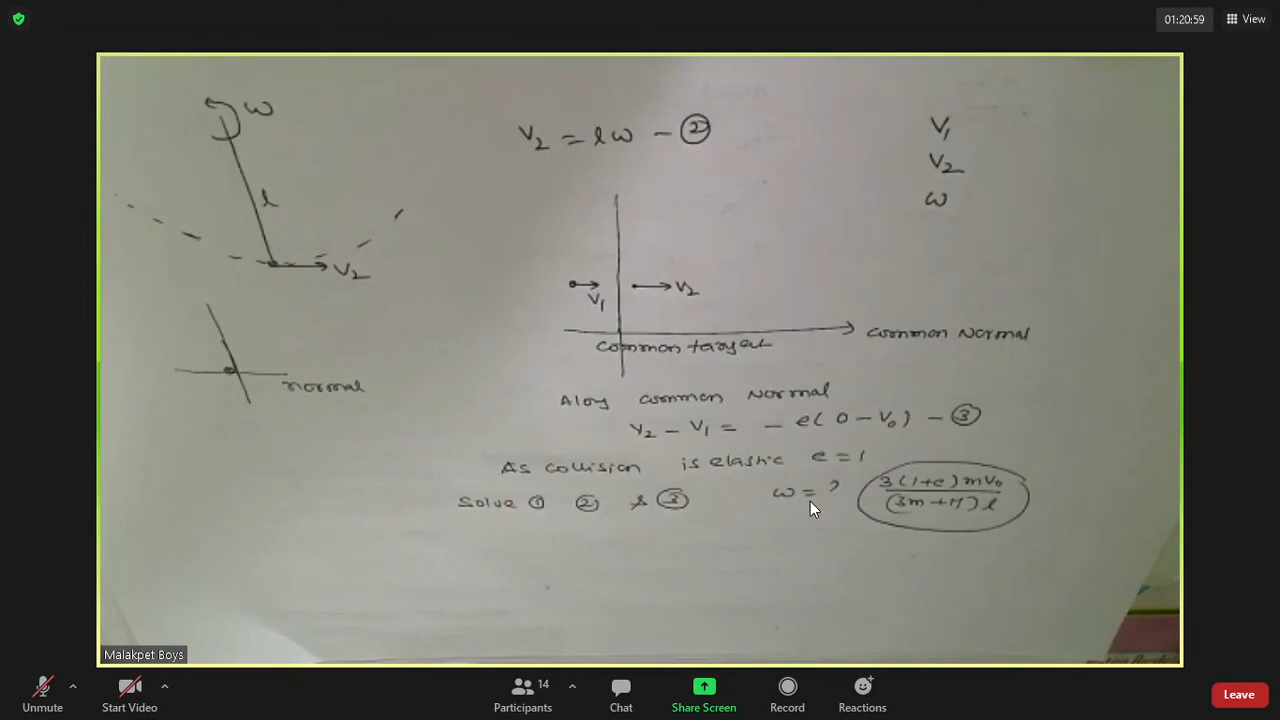 01:20:59
View
ω
l
V2
normal
V2 = lω - ②
V1
V2
ω
V1
V2
Common Normal
Common target
Along common Normal
V2 - V1 = - e(0 - V0) - ③
As collision is elastic e = 1
Solve ① ② & ③
ω = ?
3(1+e)mV0
(3m+M)l
Malakpet Boys
Unmute
Start Video
14
Participants
Chat
Share Screen
Record
Reactions
Leave